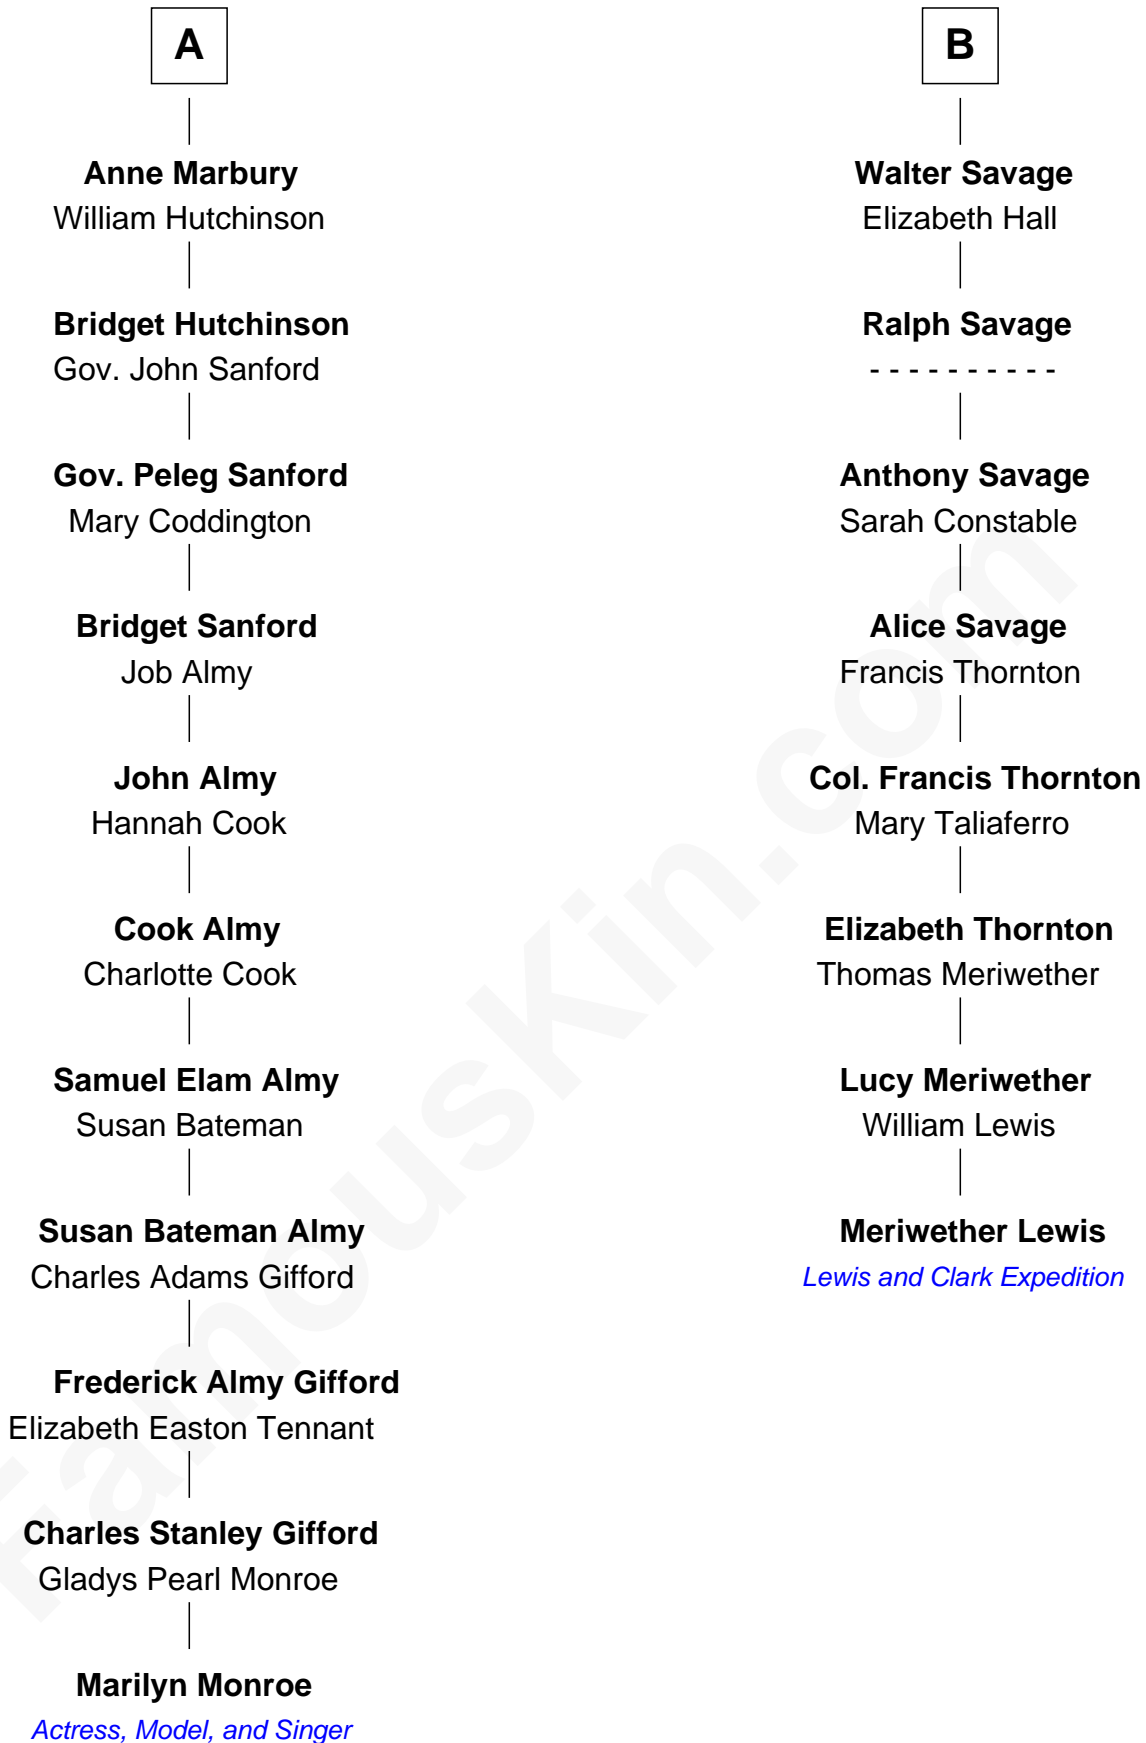 A
Anne Marbury
William Hutchinson
Bridget Hutchinson
Gov. John Sanford
Gov. Peleg Sanford
Mary Coddington
Bridget Sanford
Job Almy
John Almy
Hannah Cook
Cook Almy
Charlotte Cook
Samuel Elam Almy
Susan Bateman
Susan Bateman Almy
Charles Adams Gifford
Frederick Almy Gifford
Elizabeth Easton Tennant
Charles Stanley Gifford
Gladys Pearl Monroe
Marilyn Monroe
Actress, Model, and Singer
B
Walter Savage
Elizabeth Hall
Ralph Savage
- - - - - - - - - -
Anthony Savage
Sarah Constable
Alice Savage
Francis Thornton
Col. Francis Thornton
Mary Taliaferro
Elizabeth Thornton
Thomas Meriwether
Lucy Meriwether
William Lewis
Meriwether Lewis
Lewis and Clark Expedition
FamousKin.com